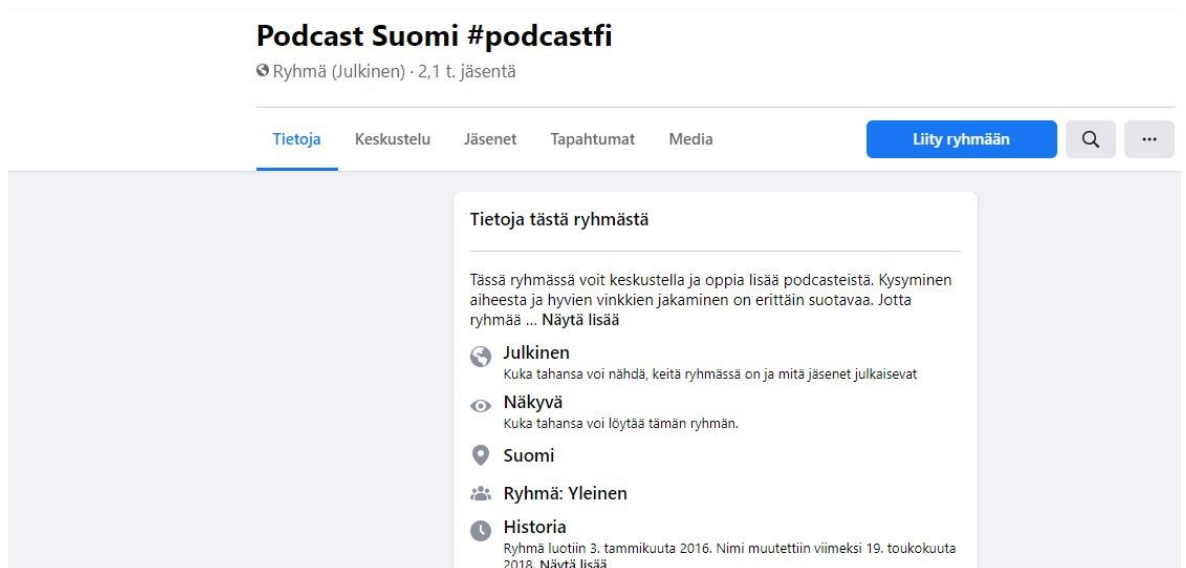 Podcast Suomi #podcastfi
Ryhmä (Julkinen) · 2,1 t. jäsentä
Tietoja Keskustelu Jäsenet Tapahtumat Media Liity ryhmään
Tietoja tästä ryhmästä
Tässä ryhmässä voit keskustella ja oppia lisää podcasteistä. Kysyminen
aiheesta ja hyvien vinkkien jakaminen on erittäin suotavaa. Jotta
ryhmää ... Näytä lisää
Julkinen
Kuka tahansa voi nähdä, keitä ryhmässä on ja mitä jäsenet julkaisevat
Näkyvä
Kuka tahansa voi löytää tämän ryhmän.
Suomi
Ryhmä: Yleinen
Historia
Ryhmä luotiin 3. tammikuuta 2016. Nimi muutettiin viimeksi 19. toukokuuta
2018. Näytä lisää